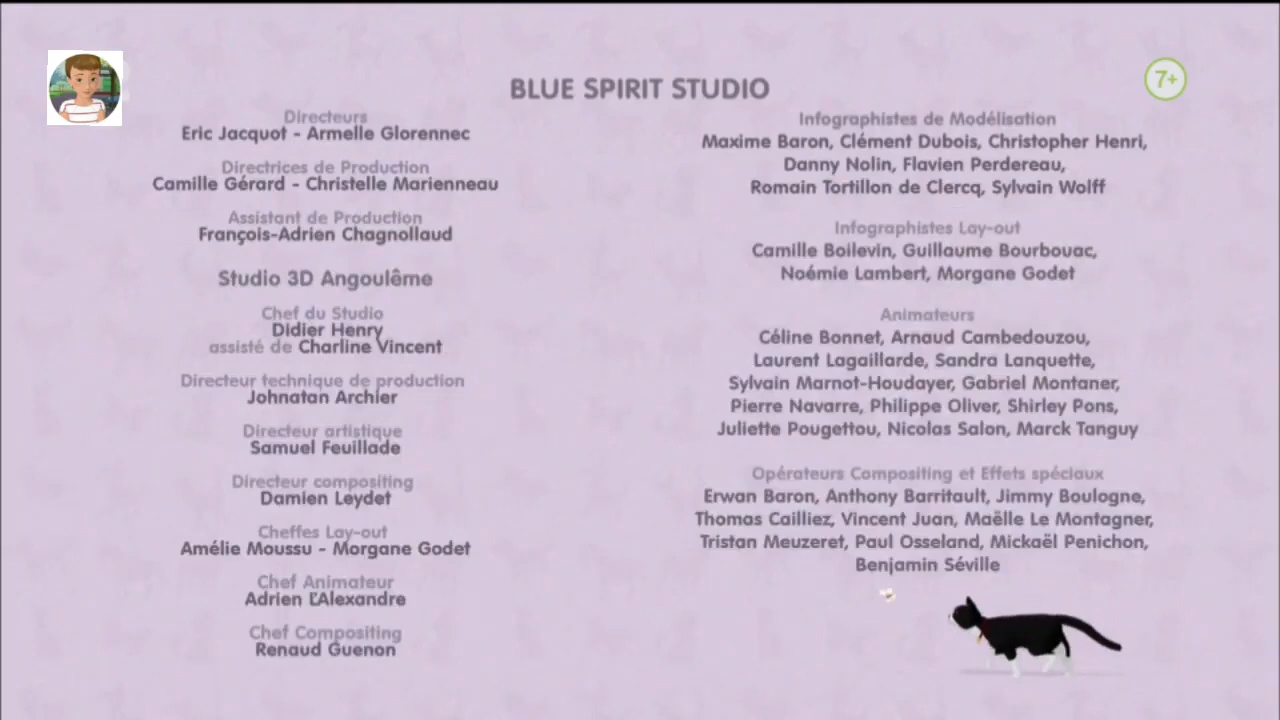 BLUE SPIRIT STUDIO
7+
Directeurs
Eric Jacquot - Armelle Glorennec
Directrices de Production
Camille Gérard - Christelle Marienneau
Assistant de Production
François-Adrien Chagnollaud
Studio 3D Angoulême
Chef du Studio
Didier Henry
assisté de Charline Vincent
Directeur technique de production
Johnatan Archier
Directeur artistique
Samuel Feuillade
Directeur compositing
Damien Leydet
Cheffes Lay-out
Amélie Moussu - Morgane Godet
Chef Animateur
Adrien L'Alexandre
Chef Compositing
Renaud Guenon
Infographistes de Modélisation
Maxime Baron, Clément Dubois, Christopher Henri,
Danny Nolin, Flavien Perdereau,
Romain Tortillon de Clercq, Sylvain Wolff
Infographistes Lay-out
Camille Boilevin, Guillaume Bourbouac,
Noémie Lambert, Morgane Godet
Animateurs
Céline Bonnet, Arnaud Cambedouzou,
Laurent Lagaillarde, Sandra Lanquette,
Sylvain Marnot-Houdayer, Gabriel Montaner,
Pierre Navarre, Philippe Oliver, Shirley Pons,
Juliette Pougettou, Nicolas Salon, Marck Tanguy
Opérateurs Compositing et Effets spéciaux
Erwan Baron, Anthony Barritault, Jimmy Boulogne,
Thomas Cailliez, Vincent Juan, Maëlle Le Montagner,
Tristan Meuzeret, Paul Osseland, Mickaël Penichon,
Benjamin Séville